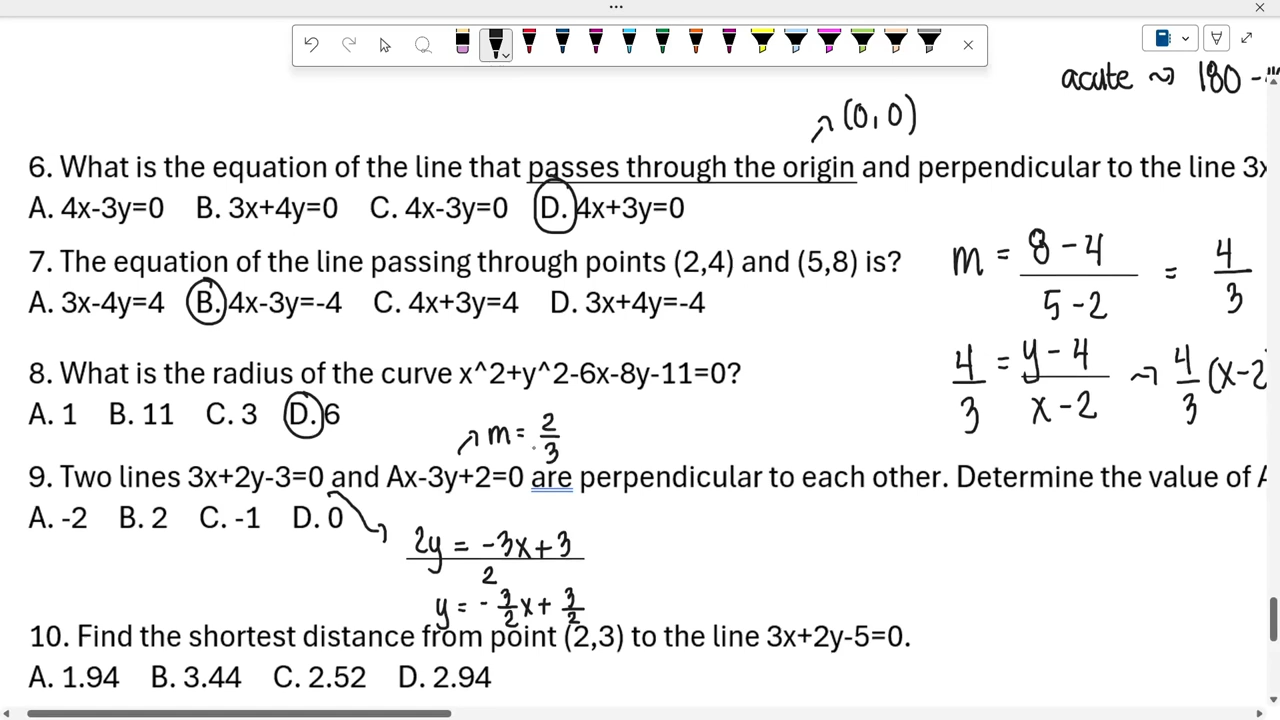 acute ~> 180 -
(0,0)
6. What is the equation of the line that passes through the origin and perpendicular to the line 3x
A. 4x-3y=0 B. 3x+4y=0 C. 4x-3y=0 D. 4x+3y=0
7. The equation of the line passing through points (2,4) and (5,8) is?
m = 8-4 / 5-2 = 4/3
A. 3x-4y=4 B. 4x-3y=-4 C. 4x+3y=4 D. 3x+4y=-4
4/3 = y-4 / x-2 ~> 4/3 (x-2
8. What is the radius of the curve x^2+y^2-6x-8y-11=0?
A. 1 B. 11 C. 3 D. 6
m = 2/3
9. Two lines 3x+2y-3=0 and Ax-3y+2=0 are perpendicular to each other. Determine the value of
A. -2 B. 2 C. -1 D. 0
2y = -3x+3 / 2
y = -3/2x + 3/2
10. Find the shortest distance from point (2,3) to the line 3x+2y-5=0.
A. 1.94 B. 3.44 C. 2.52 D. 2.94